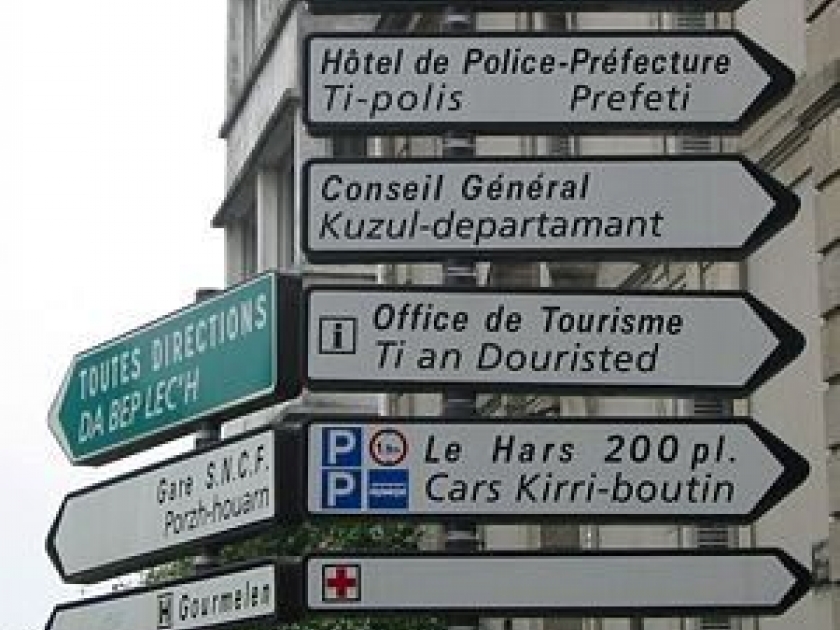 Hôtel de Police-Préfecture
Ti-polis Prefeti
Conseil Général
Kuzul-departamant
i Office de Tourisme
Ti an Douristed
P Le Hars 200 pl.
P Cars Kirri-boutin
TOUTES DIRECTIONS
DA BEP LEC'H
Gare S.N.C.F.
Porzh-houarn
H Gourmelen